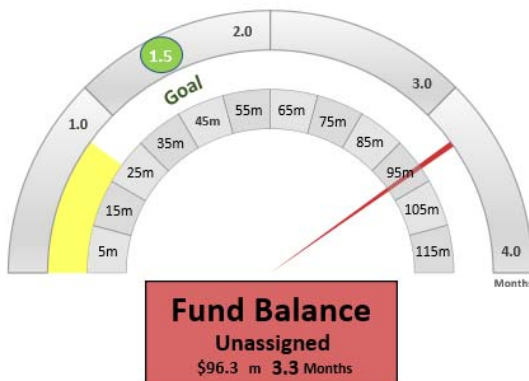 1.5
2.0
1.0
3.0
4.0
Months
Goal
5m
15m
25m
35m
45m
55m
65m
75m
85m
95m
105m
115m
Fund Balance
Unassigned
$96.3 m 3.3 Months